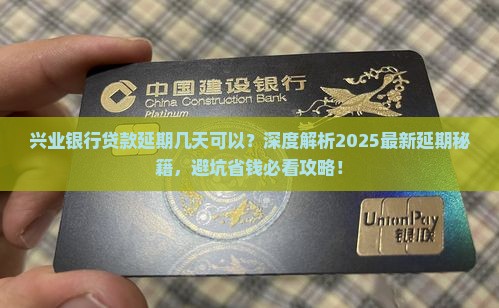 中国建设银行
China Construction Bank
Platinum
兴业银行贷款延期几天可以？深度解析2025最新延期秘
籍，避坑省钱必看攻略！
UnionPay
银联